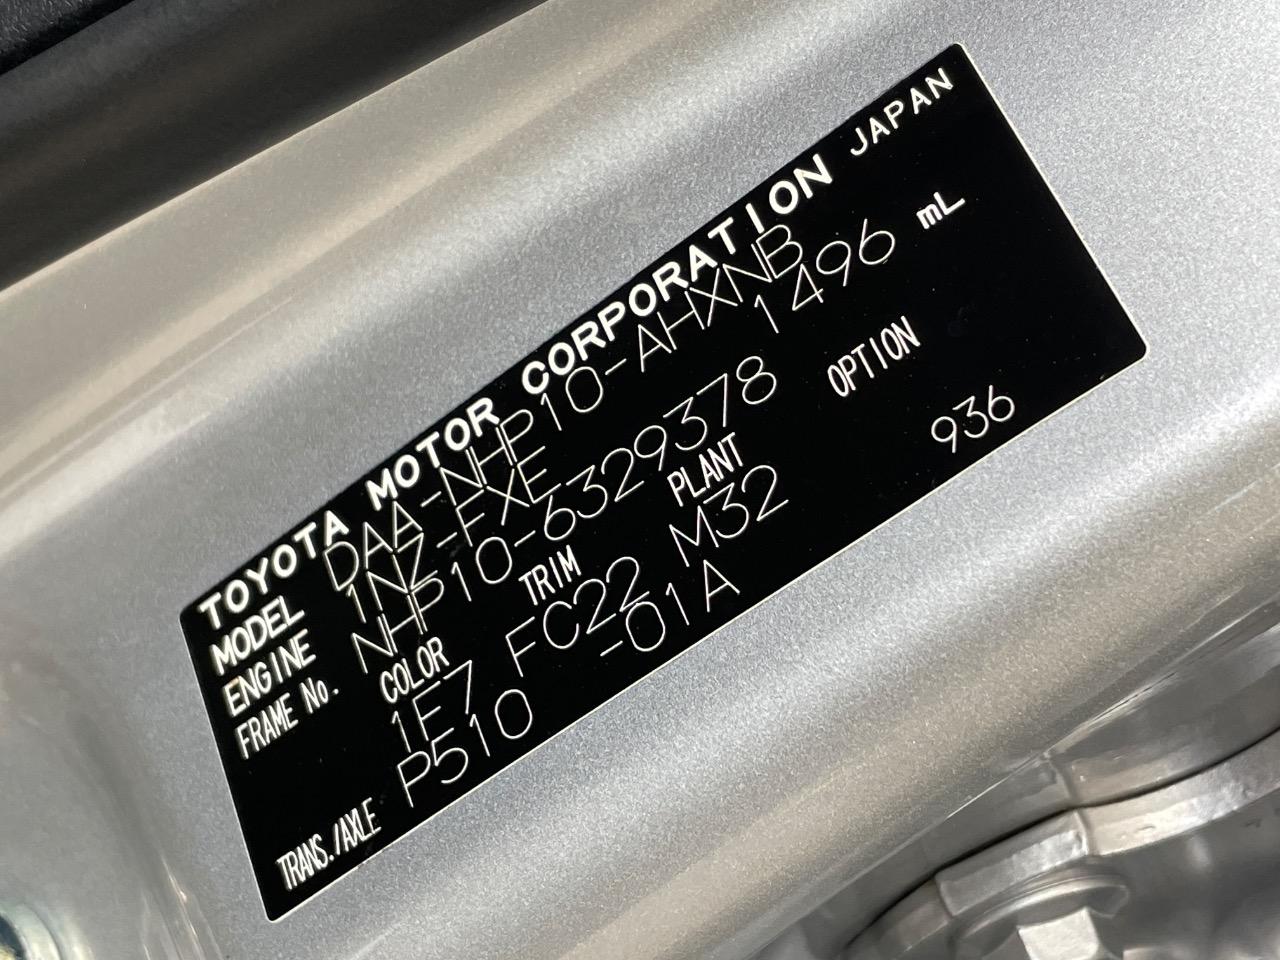 TOYOTA MOTOR CORPORATION JAPAN
MODEL DAA-NHP10-AHXNB
ENGINE 1NZ-FXE 1496 mL
FRAME No. NHP10-6329378
COLOR TRIM PLANT OPTION
1F7 FC22 M32 936
TRANS./AXLE P510 -01A